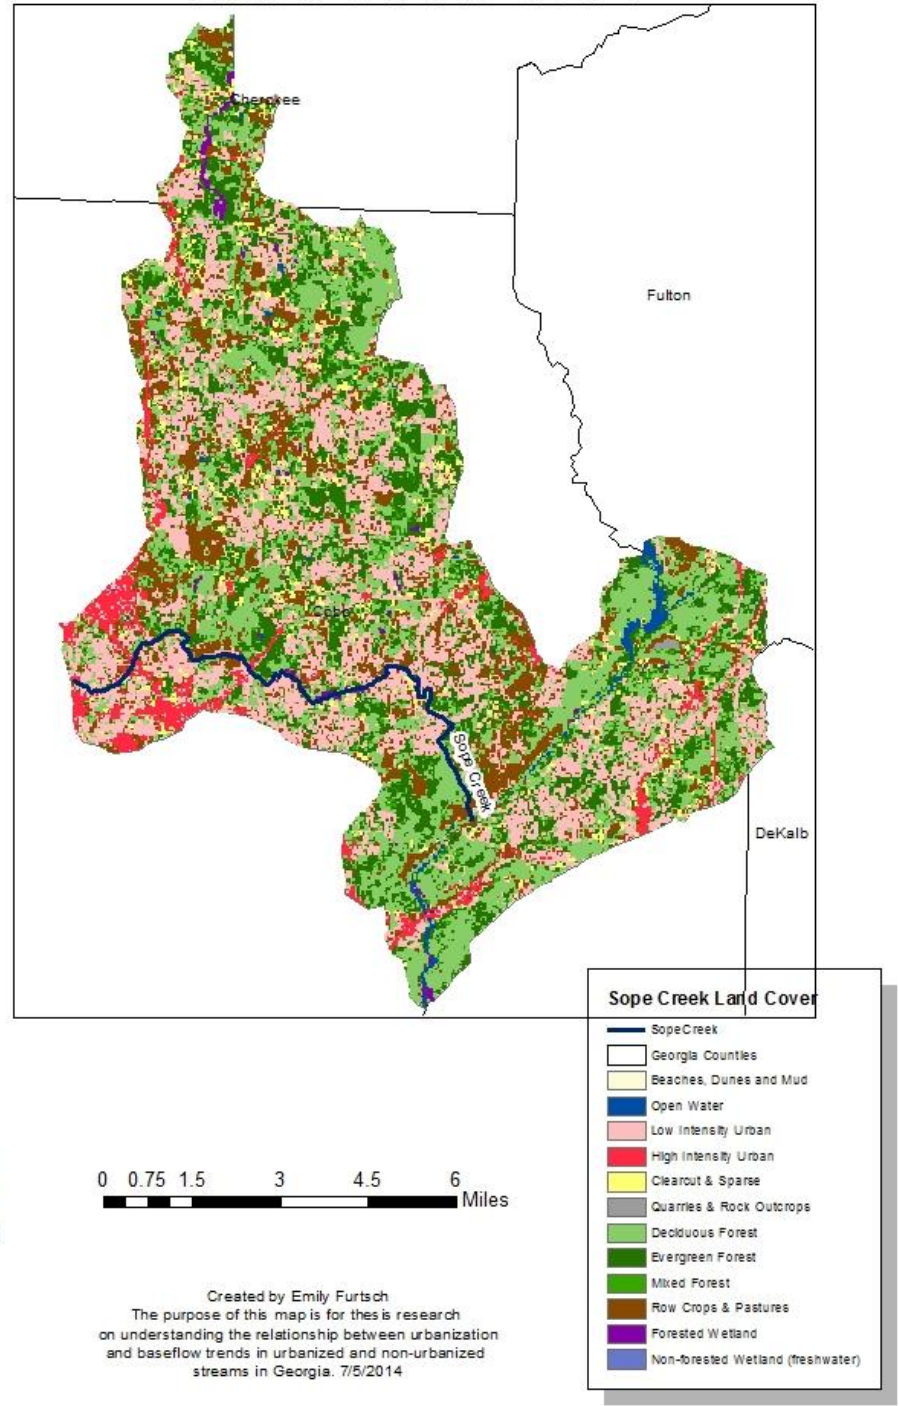 Cherokee
Fulton
Cobb
Sope Creek
DeKalb
Sope Creek Land Cover
SopeCreek
Georgia Counties
Beaches, Dunes and Mud
Open Water
Low Intensity Urban
High Intensity Urban
Clearcut & Sparse
Quarries & Rock Outcrops
Deciduous Forest
Evergreen Forest
Mixed Forest
Row Crops & Pastures
Forested Wetland
Non-forested Wetland (freshwater)
0 0.75 1.5 3 4.5 6
Miles
Created by Emily Furtsch
The purpose of this map is for thesis research
on understanding the relationship between urbanization
and baseflow trends in urbanized and non-urbanized
streams in Georgia. 7/5/2014